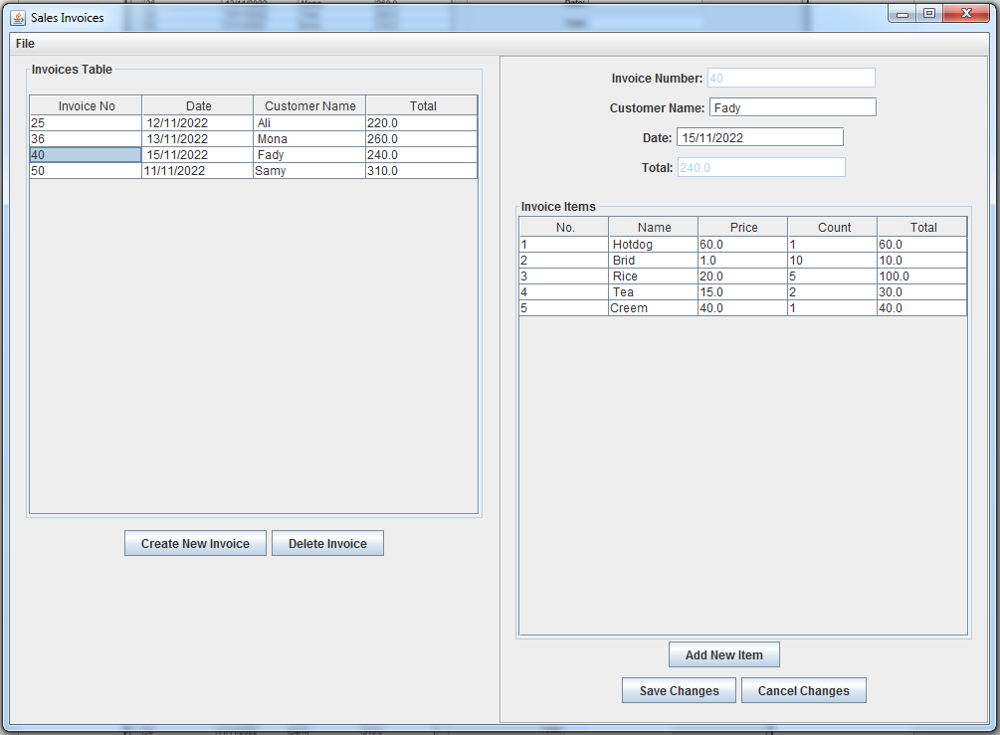 Sales Invoices
File
Invoices Table
Invoice No Date Customer Name Total
25 12/11/2022 Ali 220.0
36 13/11/2022 Mona 260.0
40 15/11/2022 Fady 240.0
50 11/11/2022 Samy 310.0
Create New Invoice Delete Invoice
Invoice Number: 40
Customer Name: Fady
Date: 15/11/2022
Total: 240.0
Invoice Items
No. Name Price Count Total
1 Hotdog 60.0 1 60.0
2 Brid 1.0 10 10.0
3 Rice 20.0 5 100.0
4 Tea 15.0 2 30.0
5 Creem 40.0 1 40.0
Add New Item
Save Changes Cancel Changes